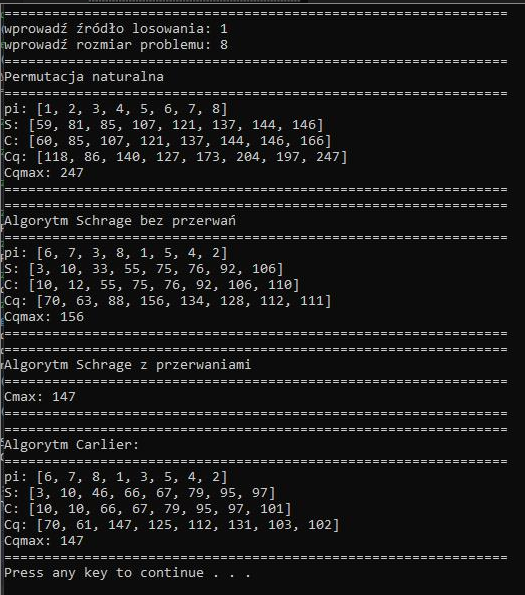 ===============================================================
wprowadź źródło losowania: 1
wprowadź rozmiar problemu: 8
===============================================================
Permutacja naturalna
===============================================================
pi: [1, 2, 3, 4, 5, 6, 7, 8]
S: [59, 81, 85, 107, 121, 137, 144, 146]
C: [60, 85, 107, 121, 137, 144, 146, 166]
Cq: [118, 86, 140, 127, 173, 204, 197, 247]
Cqmax: 247
===============================================================
===============================================================
Algorytm Schrage bez przerwań
===============================================================
pi: [6, 7, 3, 8, 1, 5, 4, 2]
S: [3, 10, 33, 55, 75, 76, 92, 106]
C: [10, 12, 55, 75, 76, 92, 106, 110]
Cq: [70, 63, 88, 156, 134, 128, 112, 111]
Cqmax: 156
===============================================================
===============================================================
Algorytm Schrage z przerwaniami
===============================================================
Cmax: 147
===============================================================
===============================================================
Algorytm Carlier:
===============================================================
pi: [6, 7, 8, 1, 3, 5, 4, 2]
S: [3, 10, 46, 66, 67, 79, 95, 97]
C: [10, 10, 66, 67, 79, 95, 97, 101]
Cq: [70, 61, 147, 125, 112, 131, 103, 102]
Cqmax: 147
===============================================================
Press any key to continue . . .